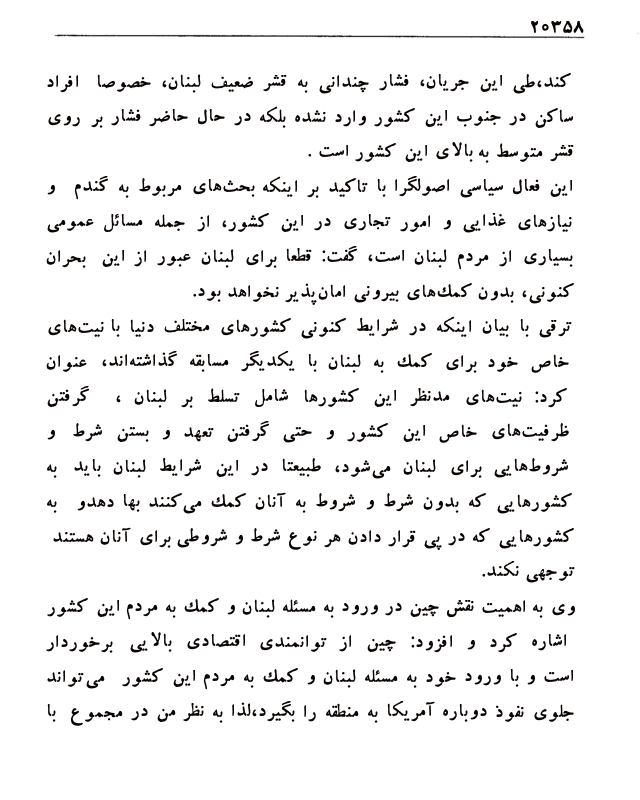 ۲۰۳۵۸
کند،طی این جریان، فشار چندانی به قشر ضعیف لبنان، خصوصا افراد
ساکن در جنوب این کشور وارد نشده بلکه در حال حاضر فشار بر روی
قشر متوسط به بالای این کشور است .
این فعال سیاسی اصولگرا با تاکید بر اینکه بحث‌های مربوط به گندم و
نیازهای غذایی و امور تجاری در این کشور، از جمله مسائل عمومی
بسیاری از مردم لبنان است، گفت: قطعا برای لبنان عبور از این بحران
کنونی، بدون کمک‌های بیرونی امان‌پذیر نخواهد بود.
ترقی با بیان اینکه در شرایط کنونی کشورهای مختلف دنیا با نیت‌های
خاص خود برای کمک به لبنان با یکدیگر مسابقه گذاشته‌اند، عنوان
کرد: نیت‌های مدنظر این کشورها شامل تسلط بر لبنان ، گرفتن
ظرفیت‌های خاص این کشور و حتی گرفتن تعهد و بستن شرط و
شروط‌هایی برای لبنان می‌شود، طبیعتا در این شرایط لبنان باید به
کشورهایی که بدون شرط و شروط به آنان کمک می‌کنند بها دهدو به
کشورهایی که در پی قرار دادن هر نوع شرط و شروطی برای آنان هستند
توجهی نکند.
وی به اهمیت نقش چین در ورود به مسئله لبنان و کمک به مردم این کشور
اشاره کرد و افزود: چین از توانمندی اقتصادی بالایی برخوردار
است و با ورود خود به مسئله لبنان و کمک به مردم این کشور می‌تواند
جلوی نفوذ دوباره آمریکا به منطقه را بگیرد،لذا به نظر من در مجموع با